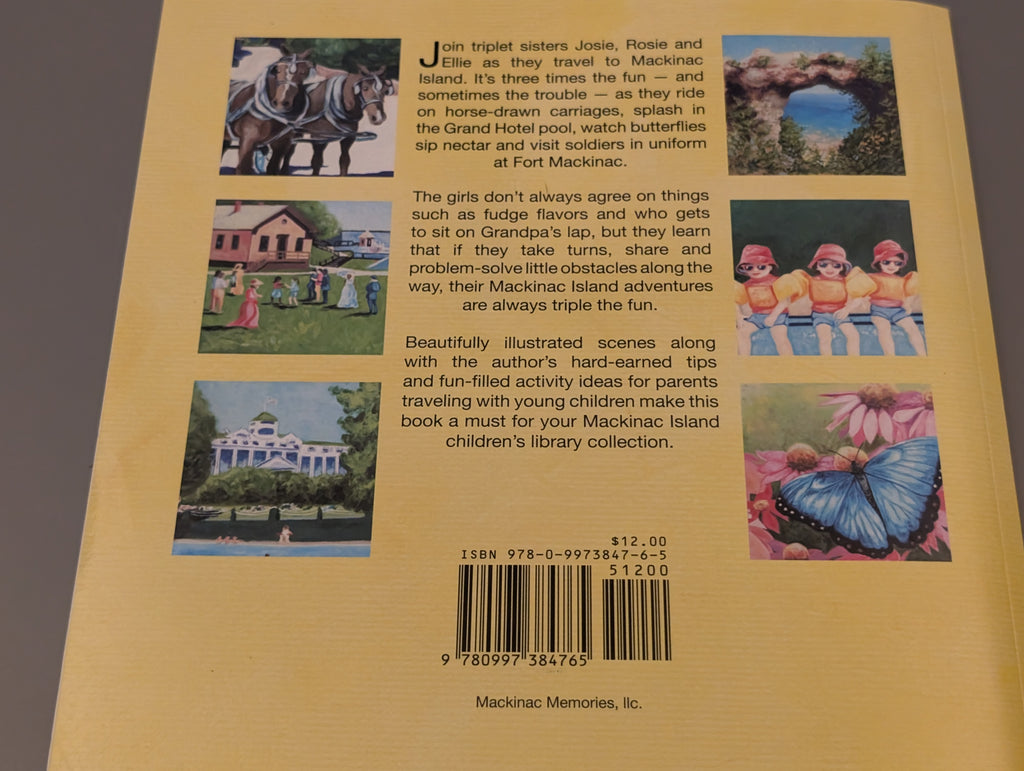 Join triplet sisters Josie, Rosie and
Ellie as they travel to Mackinac
Island. It's three times the fun — and
sometimes the trouble — as they ride
on horse-drawn carriages, splash in
the Grand Hotel pool, watch butterflies
sip nectar and visit soldiers in uniform
at Fort Mackinac.
The girls don't always agree on things
such as fudge flavors and who gets
to sit on Grandpa's lap, but they learn
that if they take turns, share and
problem-solve little obstacles along the
way, their Mackinac Island adventures
are always triple the fun.
Beautifully illustrated scenes along
with the author's hard-earned tips
and fun-filled activity ideas for parents
traveling with young children make this
book a must for your Mackinac Island
children's library collection.
$12.00
ISBN 978-0-9973847-6-5
51200
9 780997 384765
Mackinac Memories, llc.